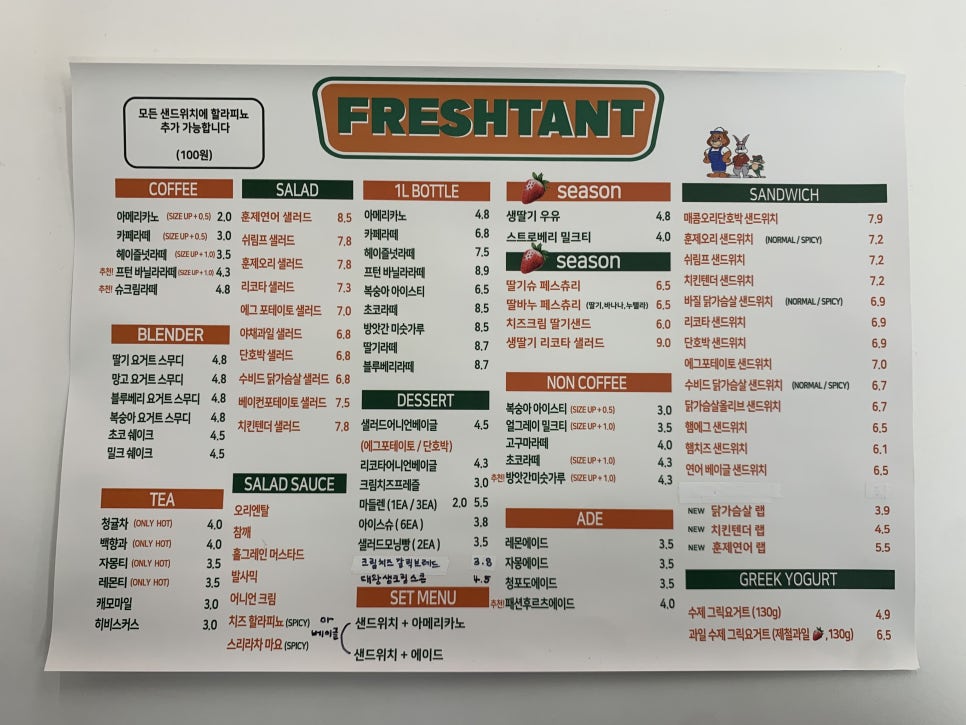 모든 샌드위치에 할라피뇨
추가 가능합니다
(100원)
FRESHTANT
COFFEE
아메리카노 (SIZE UP + 0.5) 2.0
카페라떼 (SIZE UP + 0.5) 3.0
헤이즐넛라떼 (SIZE UP + 1.0) 3.5
추천! 프턴 바닐라라떼 (SIZE UP + 1.0) 4.3
추천! 슈크림라떼 4.8
BLENDER
딸기 요거트 스무디 4.8
망고 요거트 스무디 4.8
블루베리 요거트 스무디 4.8
복숭아 요거트 스무디 4.8
초코 쉐이크 4.5
밀크 쉐이크 4.5
TEA
청귤차 (ONLY HOT) 4.0
백향과 (ONLY HOT) 4.0
자몽티 (ONLY HOT) 3.5
레몬티 (ONLY HOT) 3.5
캐모마일 3.0
히비스커스 3.0
SALAD
훈제연어 샐러드 8.5
쉬림프 샐러드 7.8
훈제오리 샐러드 7.8
리코타 샐러드 7.3
에그 포테이토 샐러드 7.0
야채과일 샐러드 6.8
단호박 샐러드 6.8
수비드 닭가슴살 샐러드 6.8
베이컨포테이토 샐러드 7.5
치킨텐더 샐러드 7.8
SALAD SAUCE
오리엔탈
참깨
홀그레인 머스타드
발사믹
어니언 크림
치즈 할라피뇨 (SPICY)
스리라차 마요 (SPICY)
1L BOTTLE
아메리카노 4.8
카페라떼 6.8
헤이즐넛라떼 7.5
프턴 바닐라라떼 8.9
복숭아 아이스티 6.5
초코라떼 8.5
방앗간 미숫가루 8.5
딸기라떼 8.7
블루베리라떼 8.7
DESSERT
샐러드어니언베이글 4.5
(에그포테이토 / 단호박)
리코타어니언베이글 4.3
크림치즈프레즐 3.0
마들렌 (1EA / 3EA) 2.0 5.5
아이스슈 (6EA) 3.8
샐러드모닝빵 (2EA) 3.5
크림치즈 갈릭브레드 3.8
대왕 생크림 스콘 4.5
SET MENU
샌드위치 + 아메리카노
or
베이글
샌드위치 + 에이드
season
생딸기 우유 4.8
스트로베리 밀크티 4.0
season
딸기슈 페스츄리 6.5
딸바누 페스츄리 (딸기,바나나,누텔라) 6.5
치즈크림 딸기샌드 6.0
생딸기 리코타 샐러드 9.0
NON COFFEE
복숭아 아이스티 (SIZE UP + 0.5) 3.0
얼그레이 밀크티 (SIZE UP + 1.0) 3.5
고구마라떼 4.0
초코라떼 (SIZE UP + 1.0) 4.3
추천! 방앗간미숫가루 (SIZE UP + 1.0) 4.3
ADE
레몬에이드 3.5
자몽에이드 3.5
청포도에이드 3.5
추천! 패션후르츠에이드 4.0
SANDWICH
매콤오리단호박 샌드위치 7.9
훈제오리 샌드위치 (NORMAL / SPICY) 7.2
쉬림프 샌드위치 7.2
치킨텐더 샌드위치 7.2
바질 닭가슴살 샌드위치 (NORMAL / SPICY) 6.9
리코타 샌드위치 6.9
단호박 샌드위치 6.9
에그포테이토 샌드위치 7.0
수비드 닭가슴살 샌드위치 (NORMAL / SPICY) 6.7
닭가슴살올리브 샌드위치 6.7
햄에그 샌드위치 6.5
햄치즈 샌드위치 6.1
연어 베이글 샌드위치 6.5
NEW 닭가슴살 랩 3.9
NEW 치킨텐더 랩 4.5
NEW 훈제연어 랩 5.5
GREEK YOGURT
수제 그릭요거트 (130g) 4.9
과일 수제 그릭요거트 (제철과일 ,130g) 6.5